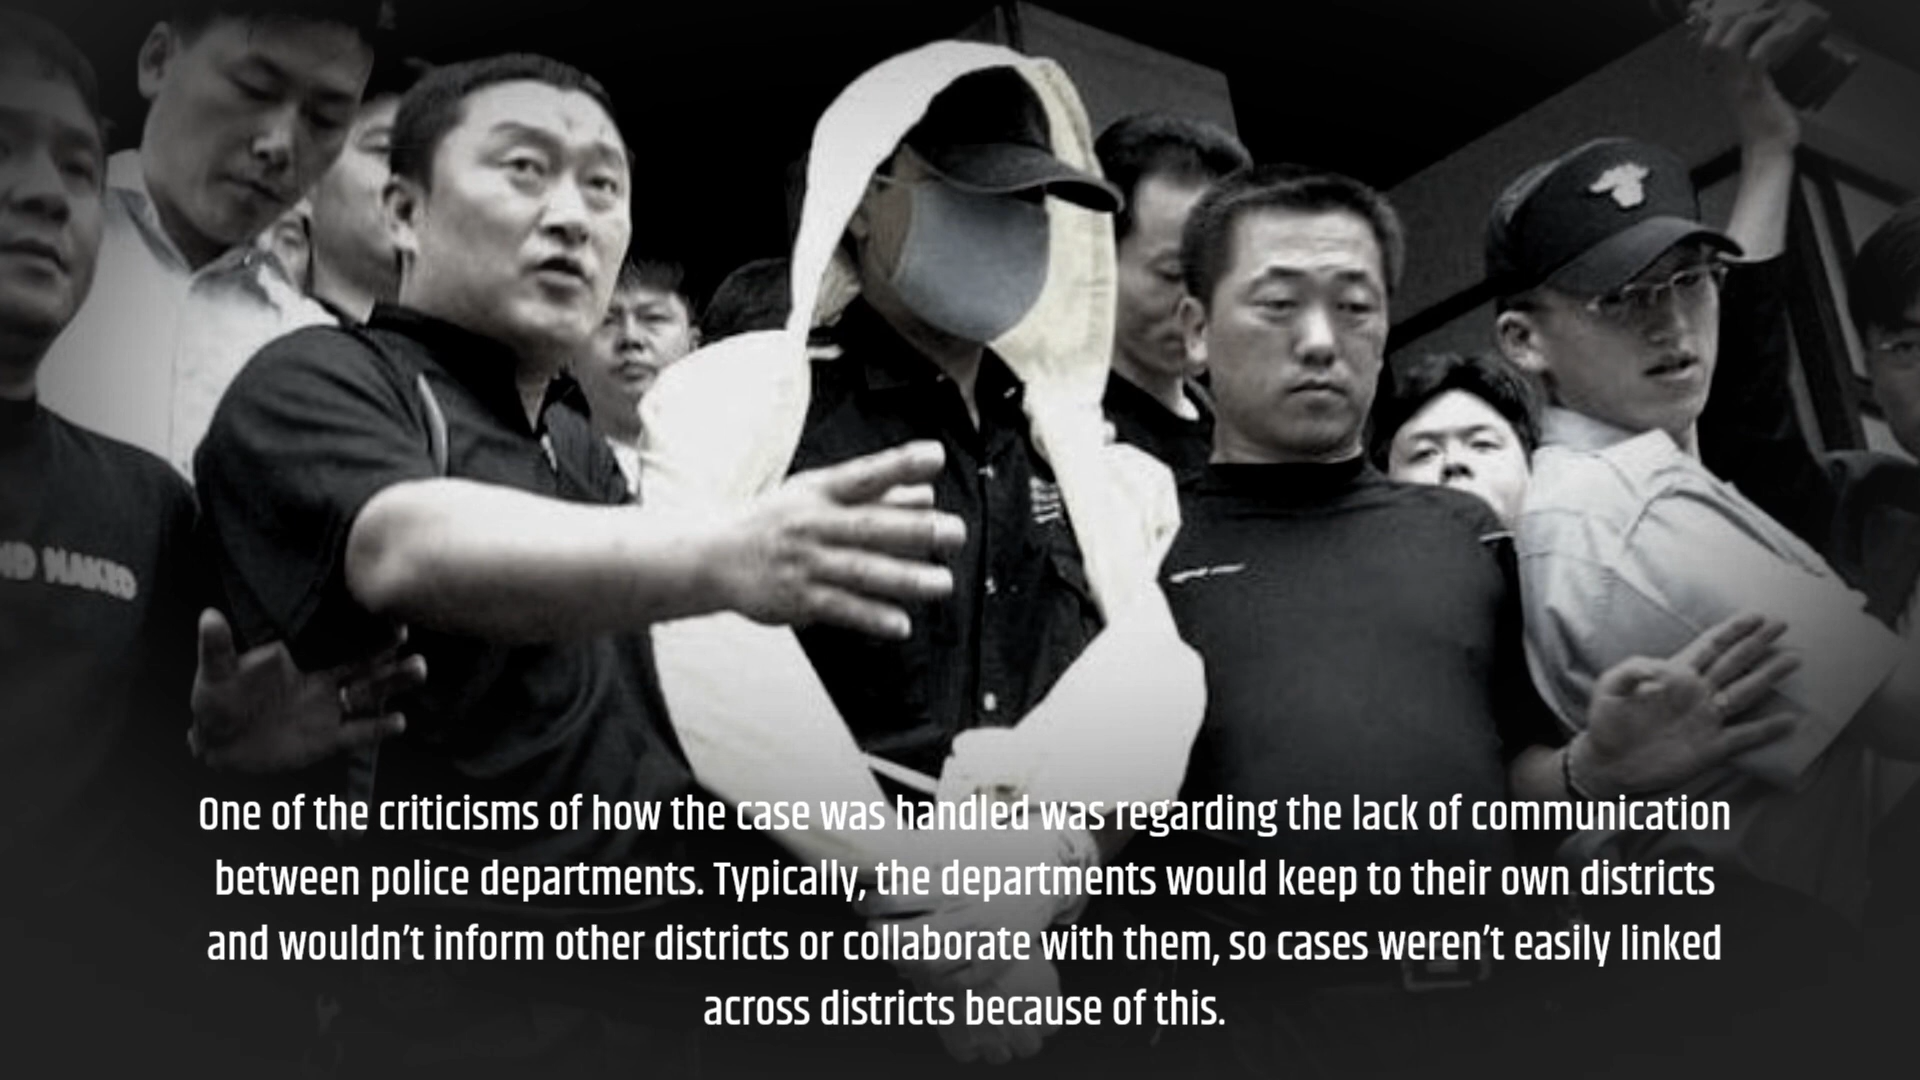 ND NAKED
One of the criticisms of how the case was handled was regarding the lack of communication
between police departments. Typically, the departments would keep to their own districts
and wouldn’t inform other districts or collaborate with them, so cases weren’t easily linked
across districts because of this.